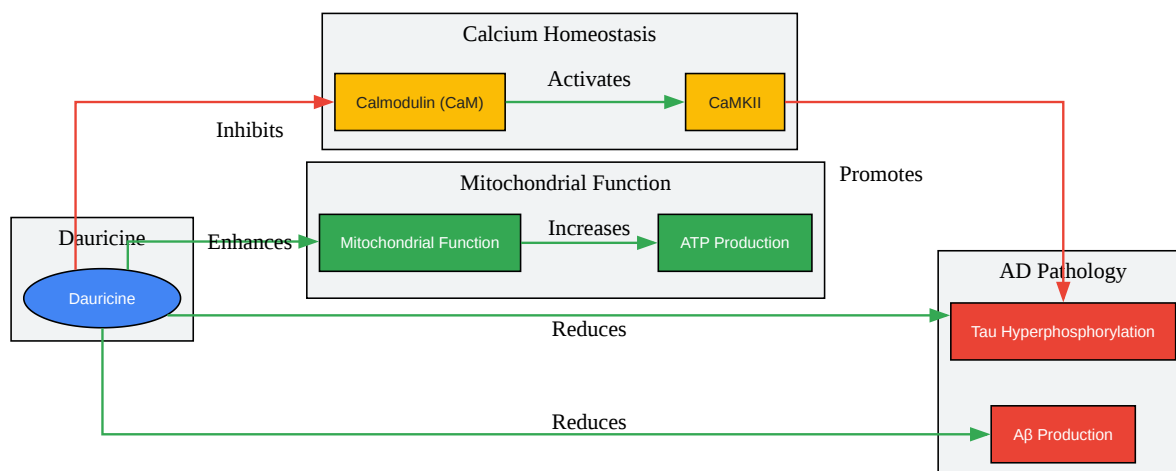 Calcium Homeostasis
Activates
Calmodulin (CaM)
CaMKII
Inhibits
Promotes
Mitochondrial Function
Increases
Dauricine
Enhances
Mitochondrial Function
ATP Production
AD Pathology
Dauricine
Reduces
Tau Hyperphosphorylation
Reduces
Aβ Production